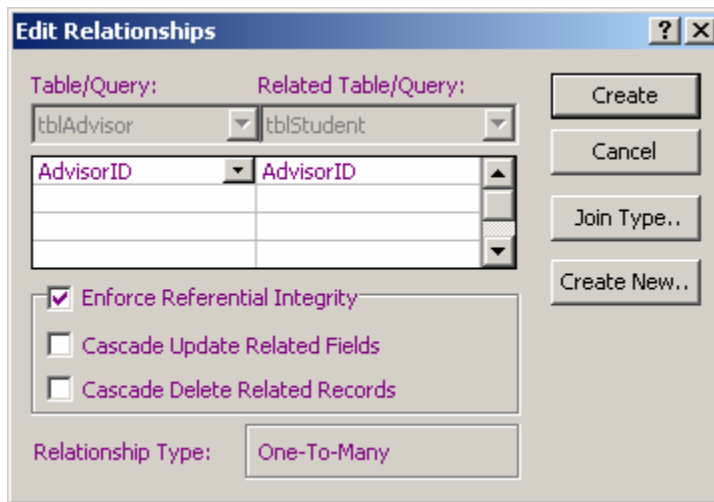 Edit Relationships
Table/Query: Related Table/Query:
tblAdvisor tblStudent
AdvisorID AdvisorID
Enforce Referential Integrity
Cascade Update Related Fields
Cascade Delete Related Records
Relationship Type: One-To-Many
Create
Cancel
Join Type..
Create New..